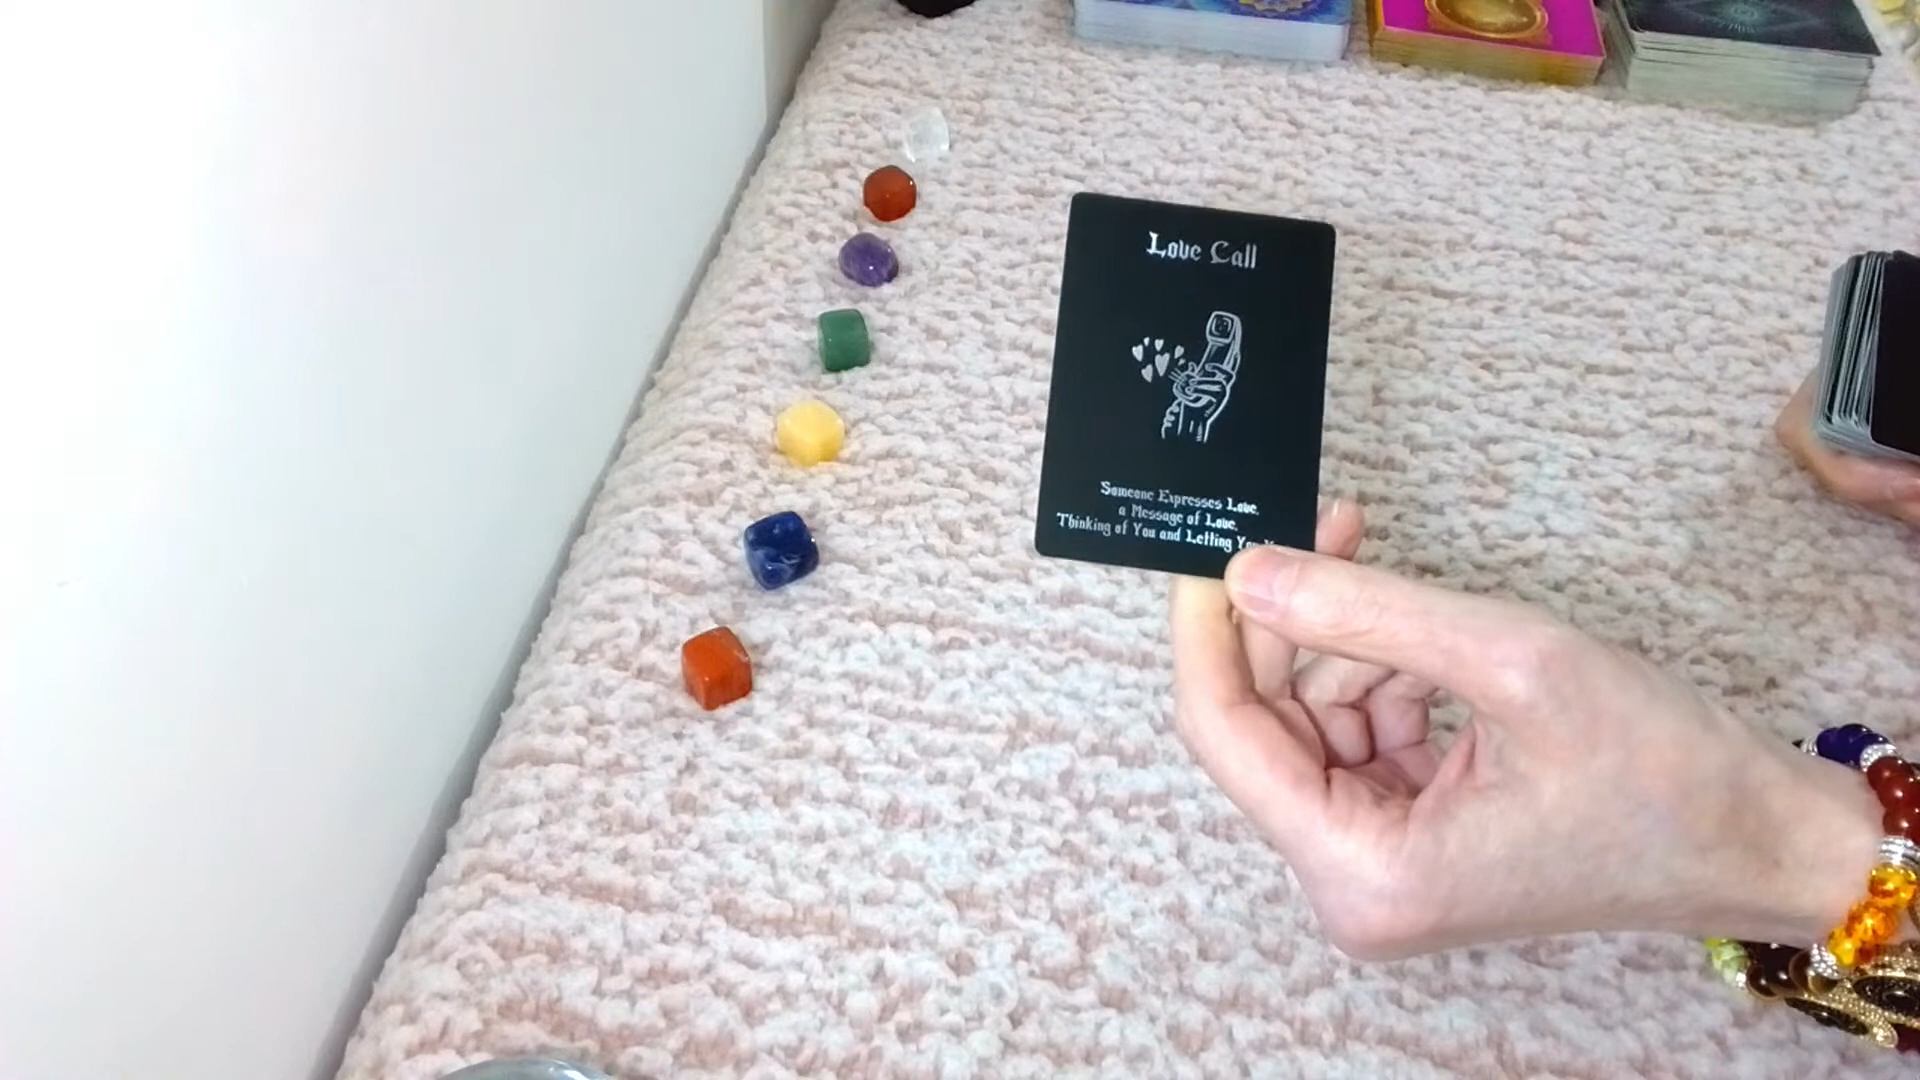 Love Call
Someone Expresses Love,
a Message of Love,
Thinking of You and Letting You